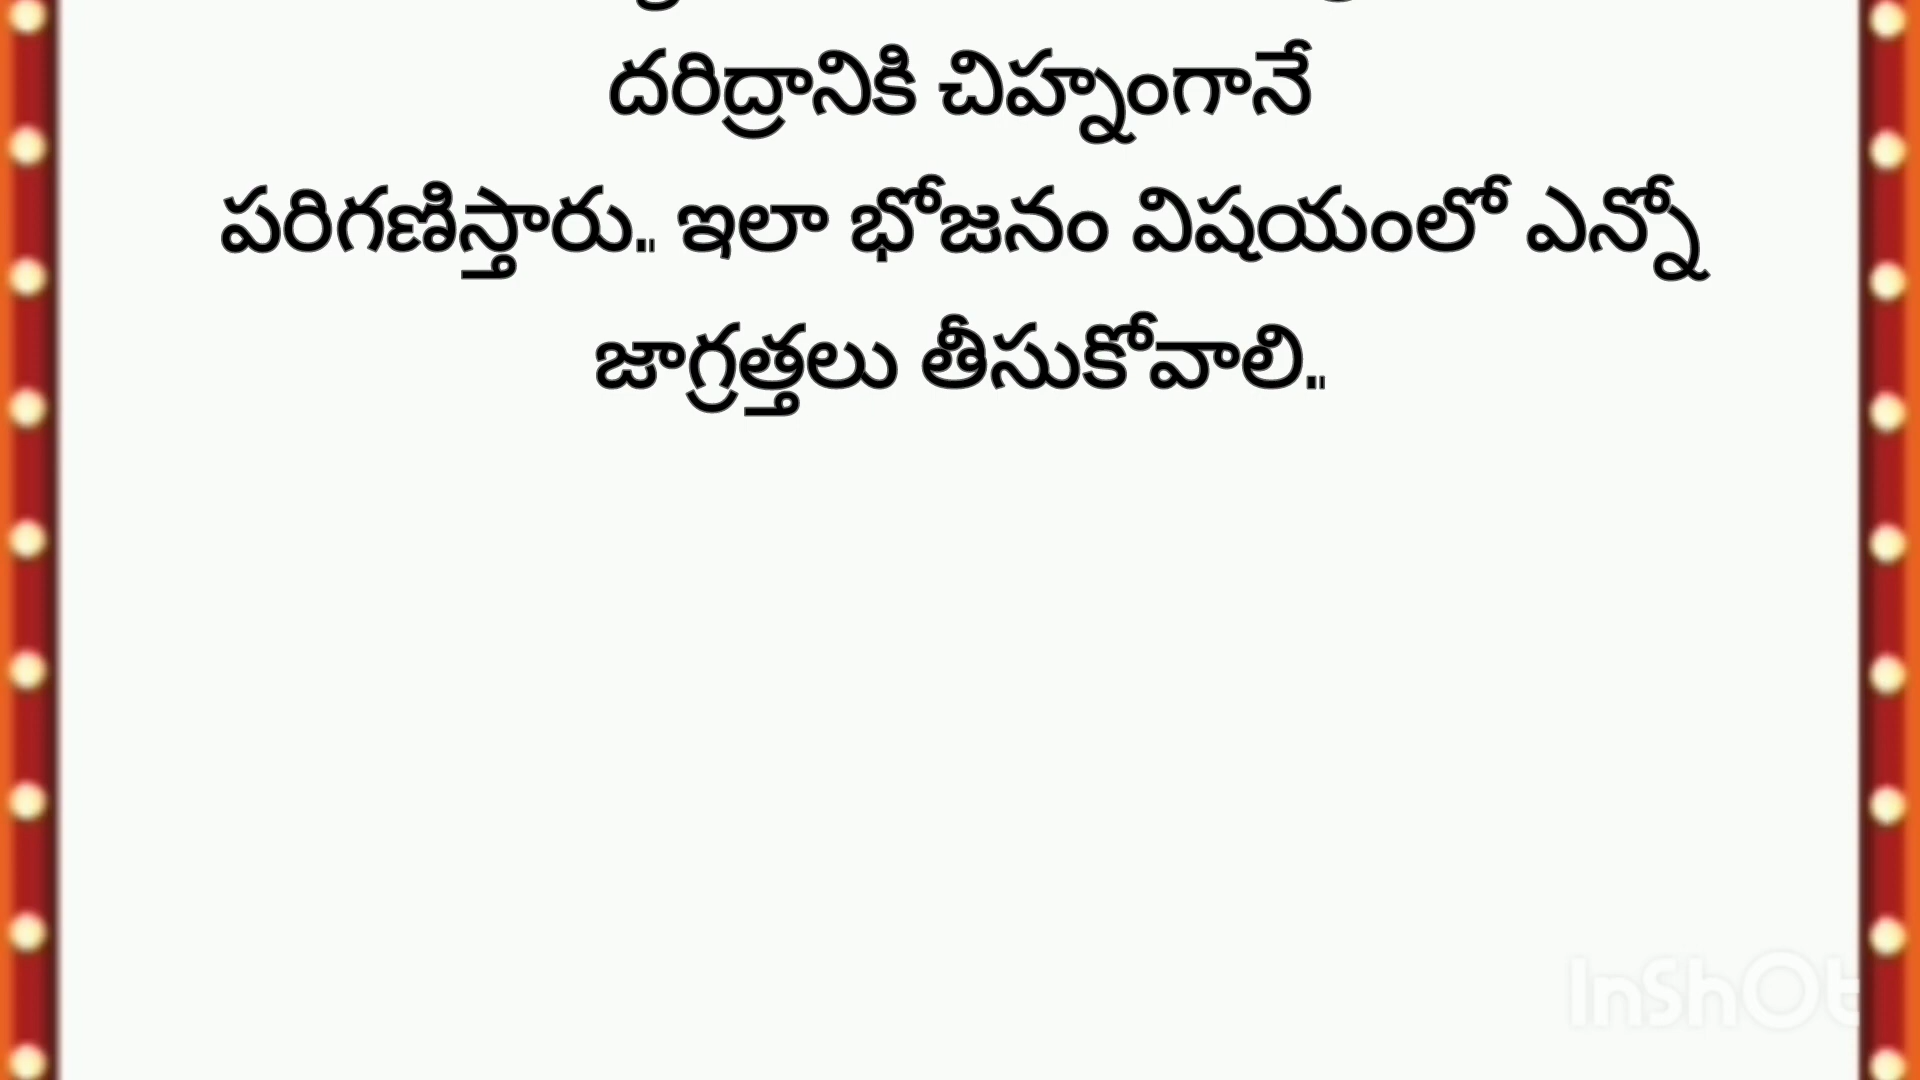 దరిద్రానికి చిహ్నంగానే
పరిగణిస్తారు.. ఇలా భోజనం విషయంలో ఎన్నో
జాగ్రత్తలు తీసుకోవాలి..
InShOt